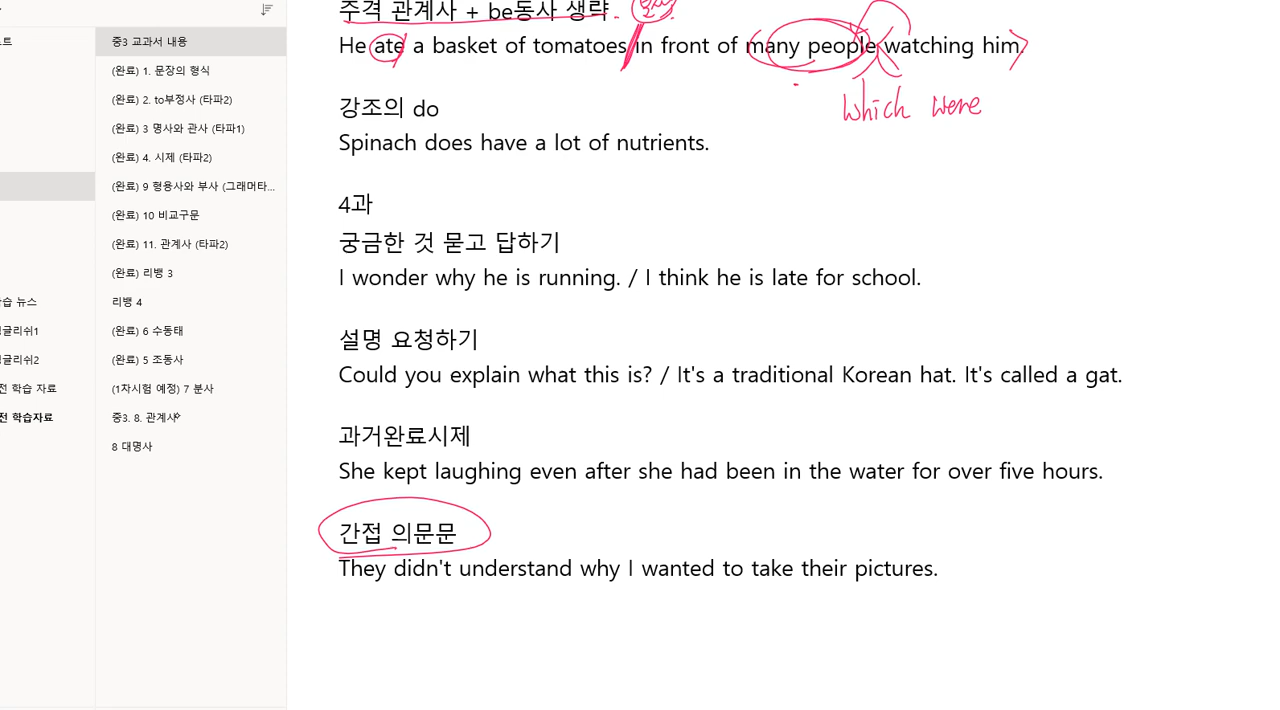 스트
습 뉴스
글리쉬1
글리쉬2
전 학습 자료
전 학습자료
중3 교과서 내용
(완료) 1. 문장의 형식
(완료) 2. to부정사 (타파2)
(완료) 3 명사와 관사 (타파1)
(완료) 4. 시제 (타파2)
(완료) 9 형용사와 부사 (그래머타...
(완료) 10 비교구문
(완료) 11. 관계사 (타파2)
(완료) 리뱅 3
리뱅 4
(완료) 6 수동태
(완료) 5 조동사
(1차시험 예정) 7 분사
중3. 8. 관계사
8 대명사
주격 관계사 + be동사 생략
He ate a basket of tomatoes in front of many people watching him.
which were
강조의 do
Spinach does have a lot of nutrients.
4과
궁금한 것 묻고 답하기
I wonder why he is running. / I think he is late for school.
설명 요청하기
Could you explain what this is? / It's a traditional Korean hat. It's called a gat.
과거완료시제
She kept laughing even after she had been in the water for over five hours.
간접 의문문
They didn't understand why I wanted to take their pictures.